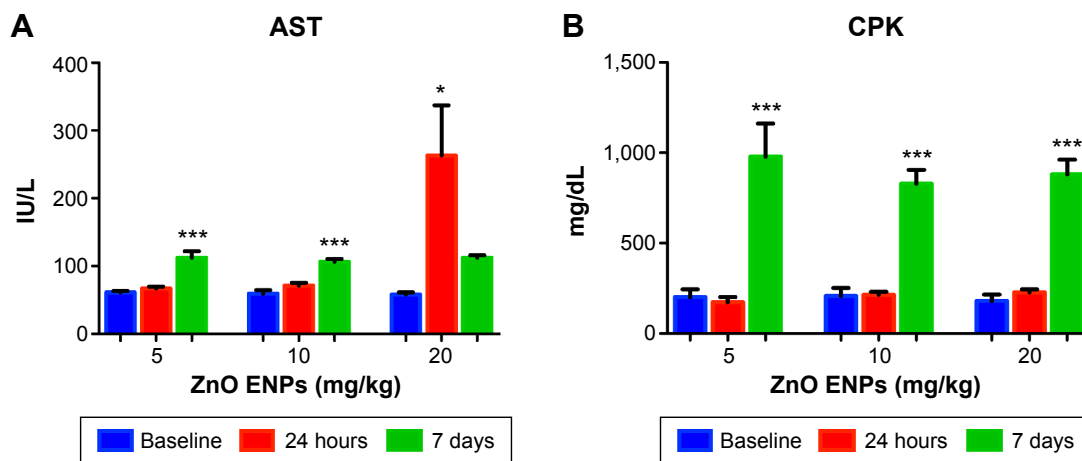 A
AST
400
300
200
100
0
IU/L
***
***
*
5
10
20
ZnO ENPs (mg/kg)
Baseline
24 hours
7 days
B
CPK
1,500
1,000
500
0
mg/dL
***
***
***
5
10
20
ZnO ENPs (mg/kg)
Baseline
24 hours
7 days